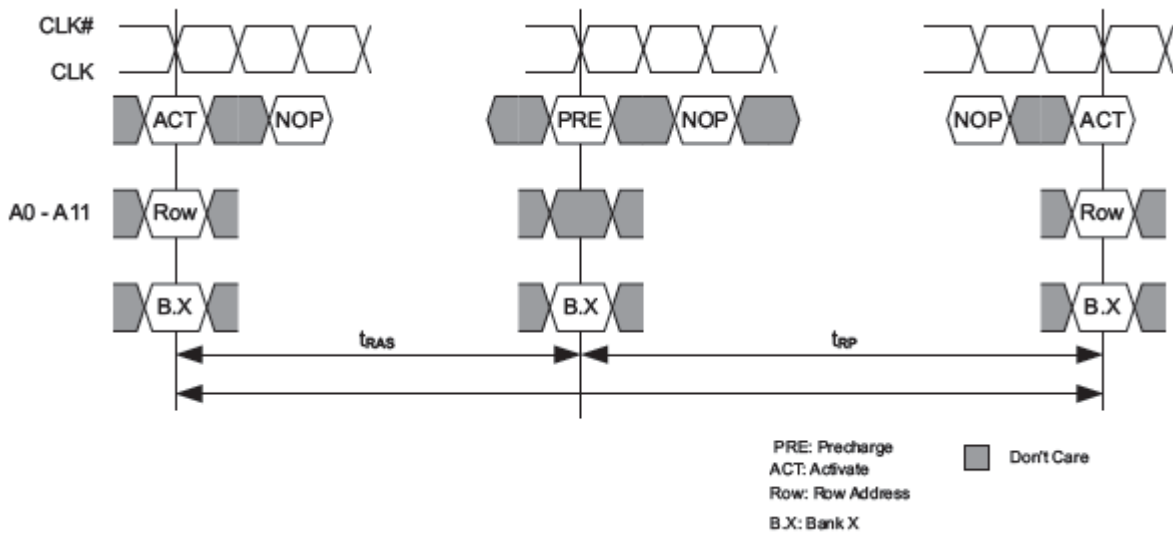 CLK#
CLK
ACT NOP PRE NOP NOP ACT
A0 - A11 Row Row
B.X B.X B.X
tRAS tRP
PRE: Precharge
ACT: Activate
Row: Row Address
B.X: Bank X
Don't Care